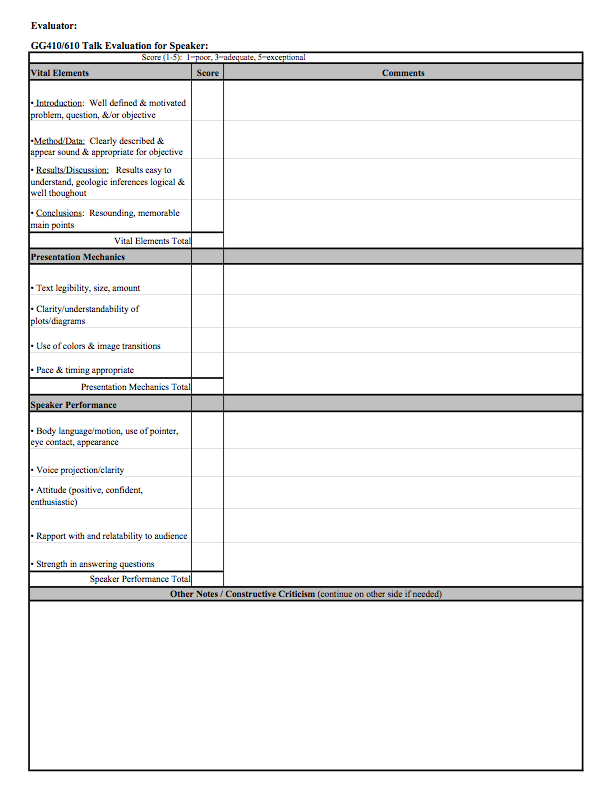 Evaluator:
GG410/610 Talk Evaluation for Speaker:
Score (1-5): 1=poor, 3=adequate, 5=exceptional
Vital Elements Score Comments
• Introduction: Well defined & motivated
problem, question, &/or objective
•Method/Data: Clearly described &
appear sound & appropriate for objective
• Results/Discussion: Results easy to
understand, geologic inferences logical &
well thoughout
• Conclusions: Resounding, memorable
main points
Vital Elements Total
Presentation Mechanics
• Text legibility, size, amount
• Clarity/understandability of
plots/diagrams
• Use of colors & image transitions
• Pace & timing appropriate
Presentation Mechanics Total
Speaker Performance
• Body language/motion, use of pointer,
eye contact, appearance
• Voice projection/clarity
• Attitude (positive, confident,
enthusiastic)
• Rapport with and relatability to audience
• Strength in answering questions
Speaker Performance Total
Other Notes / Constructive Criticism (continue on other side if needed)